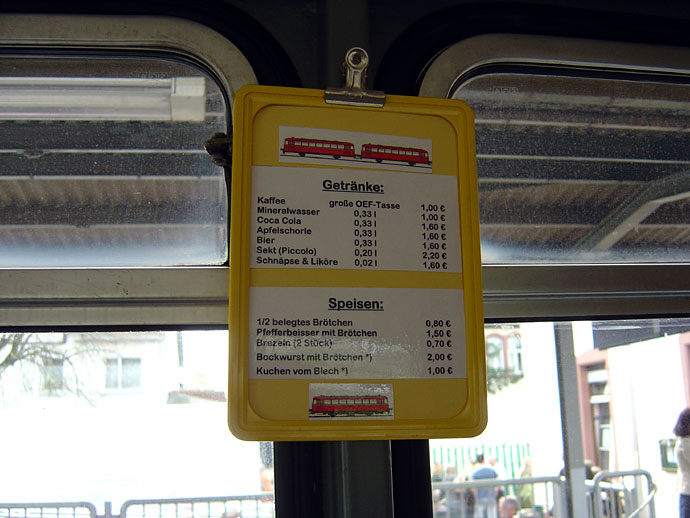 Getränke:
Kaffee große OEF-Tasse 1,00 €
Mineralwasser 0,33 l 1,00 €
Coca Cola 0,33 l 1,60 €
Apfelschorle 0,33 l 1,60 €
Bier 0,33 l 1,60 €
Sekt (Piccolo) 0,20 l 2,20 €
Schnäpse & Liköre 0,02 l 1,60 €
Speisen:
1/2 belegtes Brötchen 0,80 €
Pfefferbeisser mit Brötchen 1,50 €
Brezeln (2 Stück) 0,70 €
Bockwurst mit Brötchen *) 2,00 €
Kuchen vom Blech *) 1,00 €